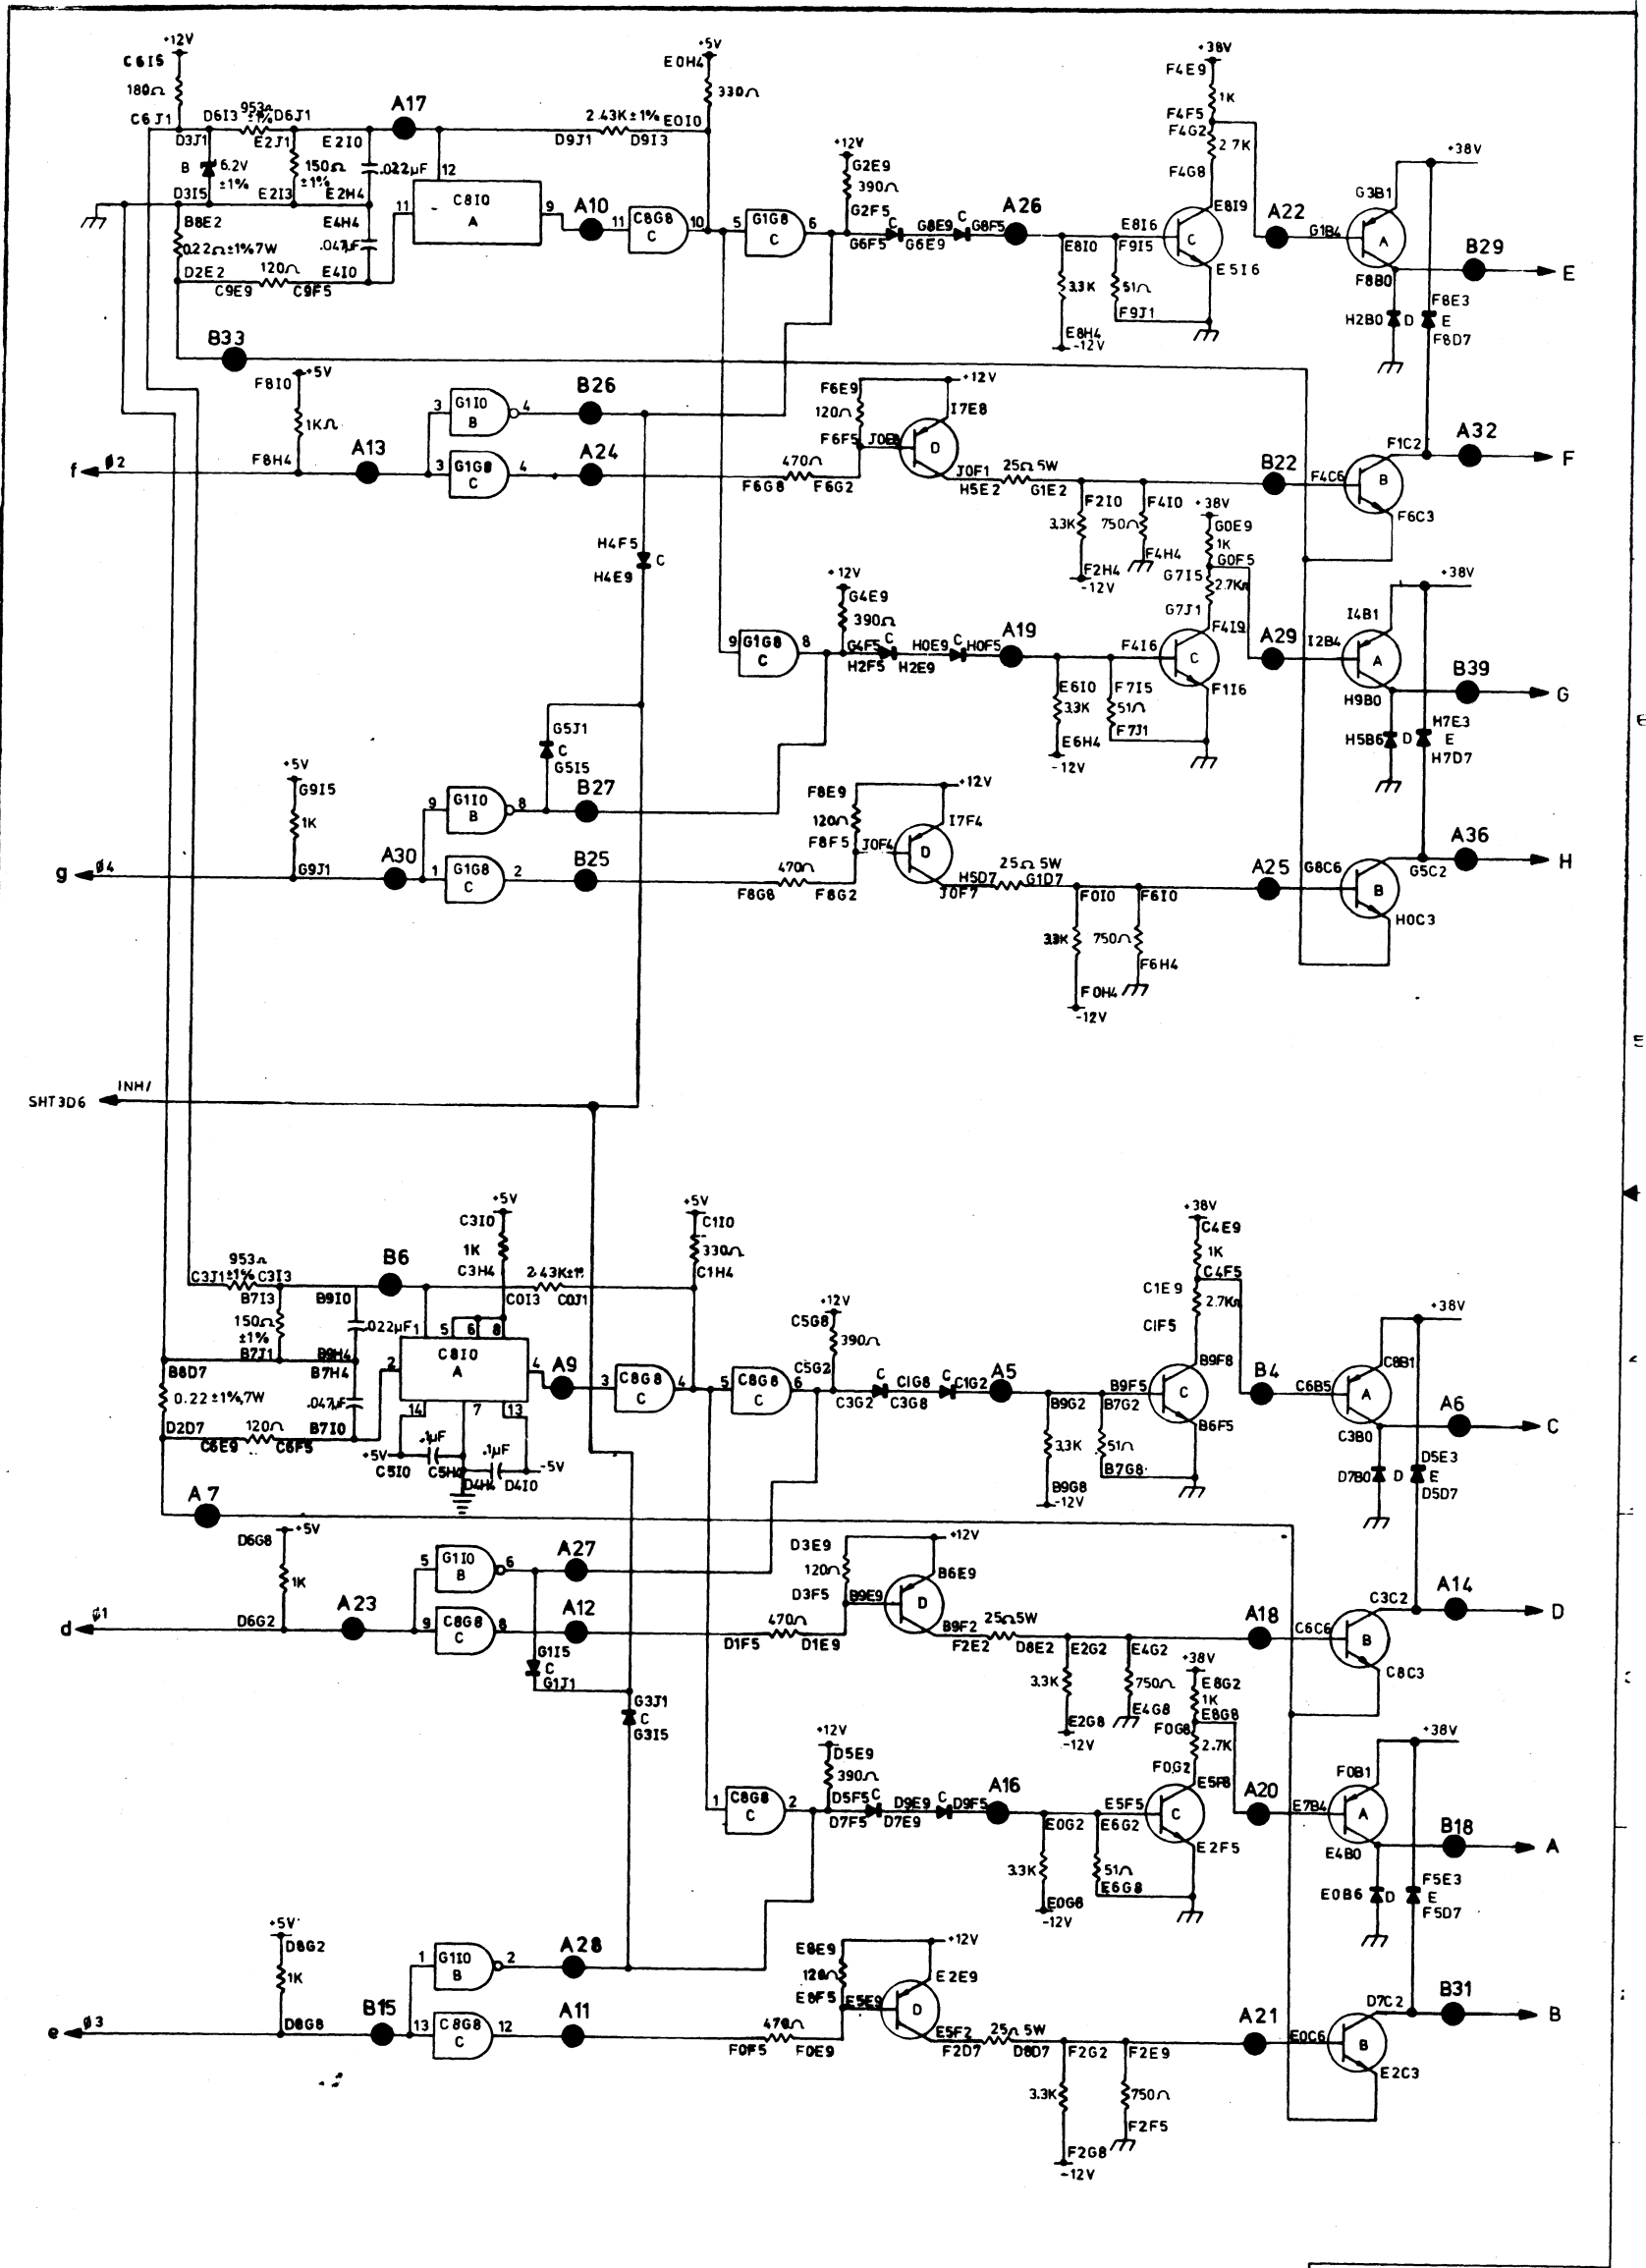 +12V
C6I5
180Ω
C6J1
D6I3
953Ω
±1%
D6J1
A17
D3J1
E2J1
E2I0
B
6.2V
±1%
150Ω
±1%
.022µF
12
D3I5
E2I3
E2H4
B8E2
E4H4
0.22Ω±1%7W
.047µF
D2E2
120Ω
E4I0
C9E9
C9F5
11
-
C8I0
A
9
A10
11
C8G8
C
10
+5V
E0H4
330Ω
2.43K±1%
E0I0
D9J1
D9I3
5
G1G8
C
6
+12V
G2E9
390Ω
G2F5
C
G6F5
G6E9
G8E9
C
G8F5
A26
E8I0
3.3K
E8H4
-12V
E8I6
F9I5
51Ω
F9J1
C
E8I9
E5I6
+38V
F4E9
1K
F4F5
F4G2
2.7K
F4G8
A22
G1B4
G3B1
A
F8B0
+38V
B29
E
H2B0
D
F8E3
E
F8D7
B33
F8I0
+5V
1KΩ
F8H4
f
Ø2
A13
3
G1I0
B
4
B26
3
G1G8
C
4
A24
470Ω
F6G8
F6G2
F6E9
120Ω
F6F5
+12V
I7E8
D
J0F1
H5E2
25Ω 5W
G1E2
F2I0
3.3K
F2H4
-12V
F4I0
750Ω
F4H4
B22
F4C6
B
F1C2
F6C3
A32
F
H4F5
C
H4E9
+38V
G0E9
1K
G0F5
G7I5
2.7KΩ
G7J1
9
G1G8
C
8
+12V
G4E9
390Ω
G4F5
C
H2F5
H2E9
H0E9
C
H0F5
A19
E6I0
3.3K
E6H4
-12V
F4I6
F7I5
51Ω
F7J1
C
F4I9
F1I6
A29
I2B4
I4B1
A
H9B0
+38V
B39
G
H5B6
D
H7E3
E
H7D7
G5J1
C
G5I5
+5V
G9I5
1K
G9J1
g
Ø4
A30
9
G1I0
B
8
B27
1
G1G8
C
2
B25
470Ω
F8G8
F8G2
F8E9
120Ω
F8F5
+12V
I7F4
J0F4
D
J0F7
H5D7
25Ω 5W
G1D7
F0I0
3.3K
F0H4
-12V
F6I0
750Ω
F6H4
A25
G8C6
B
G5C2
H0C3
A36
H
SHT3D6
INH/
953Ω
±1%
C3J1
C3I3
B6
B7I3
B9I0
150Ω
±1%
.022µF
B7J1
B9H4
B8D7
B7H4
0.22 ±1%,7W
.047µF
D2D7
120Ω
B7I0
C6E9
C6F5
+5V
C3I0
1K
C3H4
2.43K±1%
C0I3
C0J1
1
5
6
8
2
C8I0
A
4
14
7
13
.1µF
+5V
C5I0
C5H4
.1µF
-5V
D4H4
D4I0
A9
3
C8G8
C
4
+5V
C1I0
330Ω
C1H4
5
C8G8
C
6
+12V
C5G8
390Ω
C5G2
C
C3G2
C3G8
C1G8
C
C1G2
A5
B9G2
3.3K
B9G8
-12V
B9F5
B7G2
51Ω
B7G8
C
B9F8
B6F5
+38V
C4E9
1K
C4F5
C1E9
2.7KΩ
C1F5
B4
C6B5
C8B1
A
C3B0
+38V
A6
C
D7B0
D
D5E3
E
D5D7
A7
D6G8
+5V
1K
D6G2
d
Ø1
A23
5
G1I0
B
6
A27
9
C8G8
C
8
A12
G1I5
C
G1J1
G3J1
C
G3I5
470Ω
D1F5
D1E9
D3E9
120Ω
D3F5
+12V
B6E9
B9E9
D
B9F2
F2E2
25Ω 5W
D8E2
E2G2
3.3K
E2G8
-12V
E4G2
750Ω
E4G8
A18
C6C6
B
C3C2
C8C3
A14
D
+38V
E8G2
1K
E8G8
F0G8
2.7K
F0G2
1
C8G8
C
2
+12V
D5E9
390Ω
D5F5
C
D7F5
D7E9
D9E9
C
D9F5
A16
E0G2
3.3K
E0G8
-12V
E5F5
E6G2
51Ω
E6G8
C
E5F8
E2F5
A20
E7B4
F0B1
A
E4B0
+38V
B18
A
E0B6
D
F5E3
E
F5D7
+5V
D8G2
1K
D8G8
e
Ø3
B15
1
G1I0
B
2
A28
13
C8G8
C
12
A11
470Ω
F0F5
F0E9
E8E9
120Ω
E8F5
+12V
E2E9
E5E9
D
E5F2
F2D7
25Ω 5W
D8D7
F2G2
3.3K
F2G8
-12V
F2E9
750Ω
F2F5
A21
E0C6
B
D7C2
E2C3
B31
B